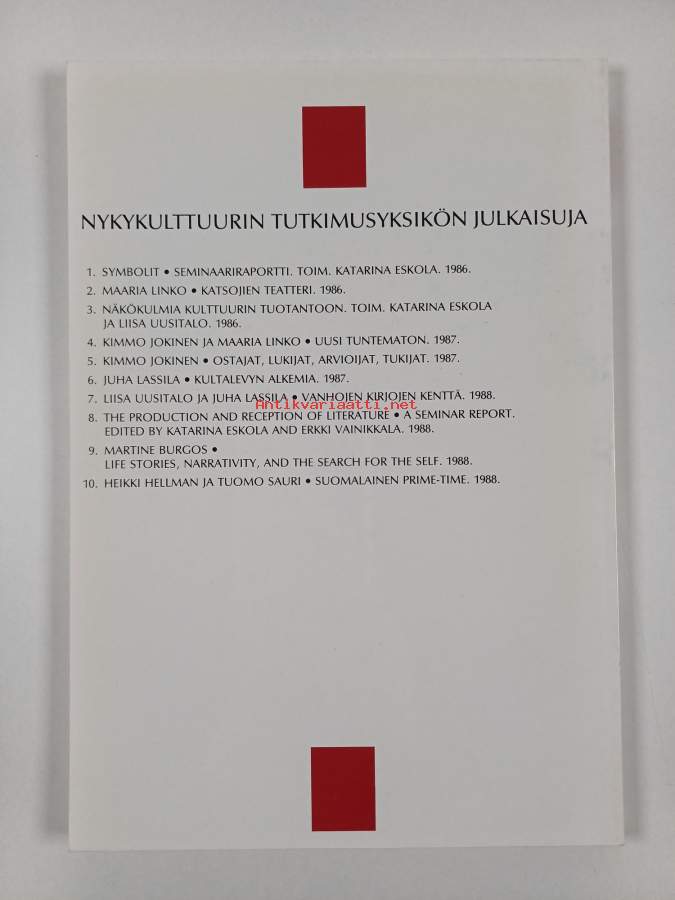 NYKYKULTTUURIN TUTKIMUSYKSIKÖN JULKAISUJA
1. SYMBOLIT • SEMINAARIRAPORTTI. TOIM. KATARINA ESKOLA. 1986.
2. MAARIA LINKO • KATSOJIEN TEATTERI. 1986.
3. NÄKÖKULMIA KULTTUURIN TUOTANTOON. TOIM. KATARINA ESKOLA
JA LIISA UUSITALO. 1986.
4. KIMMO JOKINEN JA MAARIA LINKO • UUSI TUNTEMATON. 1987.
5. KIMMO JOKINEN • OSTAJAT, LUKIJAT, ARVIOIJAT, TUKIJAT. 1987.
6. JUHA LASSILA • KULTALEVYN ALKEMIA. 1987.
7. LIISA UUSITALO JA JUHA LASSILA • VANHOJEN KIRJOJEN KENTTÄ. 1988.
Antikvariaatti.net
8. THE PRODUCTION AND RECEPTION OF LITERATURE • A SEMINAR REPORT.
EDITED BY KATARINA ESKOLA AND ERKKI VAINIKKALA. 1988.
9. MARTINE BURGOS •
LIFE STORIES, NARRATIVITY, AND THE SEARCH FOR THE SELF. 1988.
10. HEIKKI HELLMAN JA TUOMO SAURI • SUOMALAINEN PRIME-TIME. 1988.